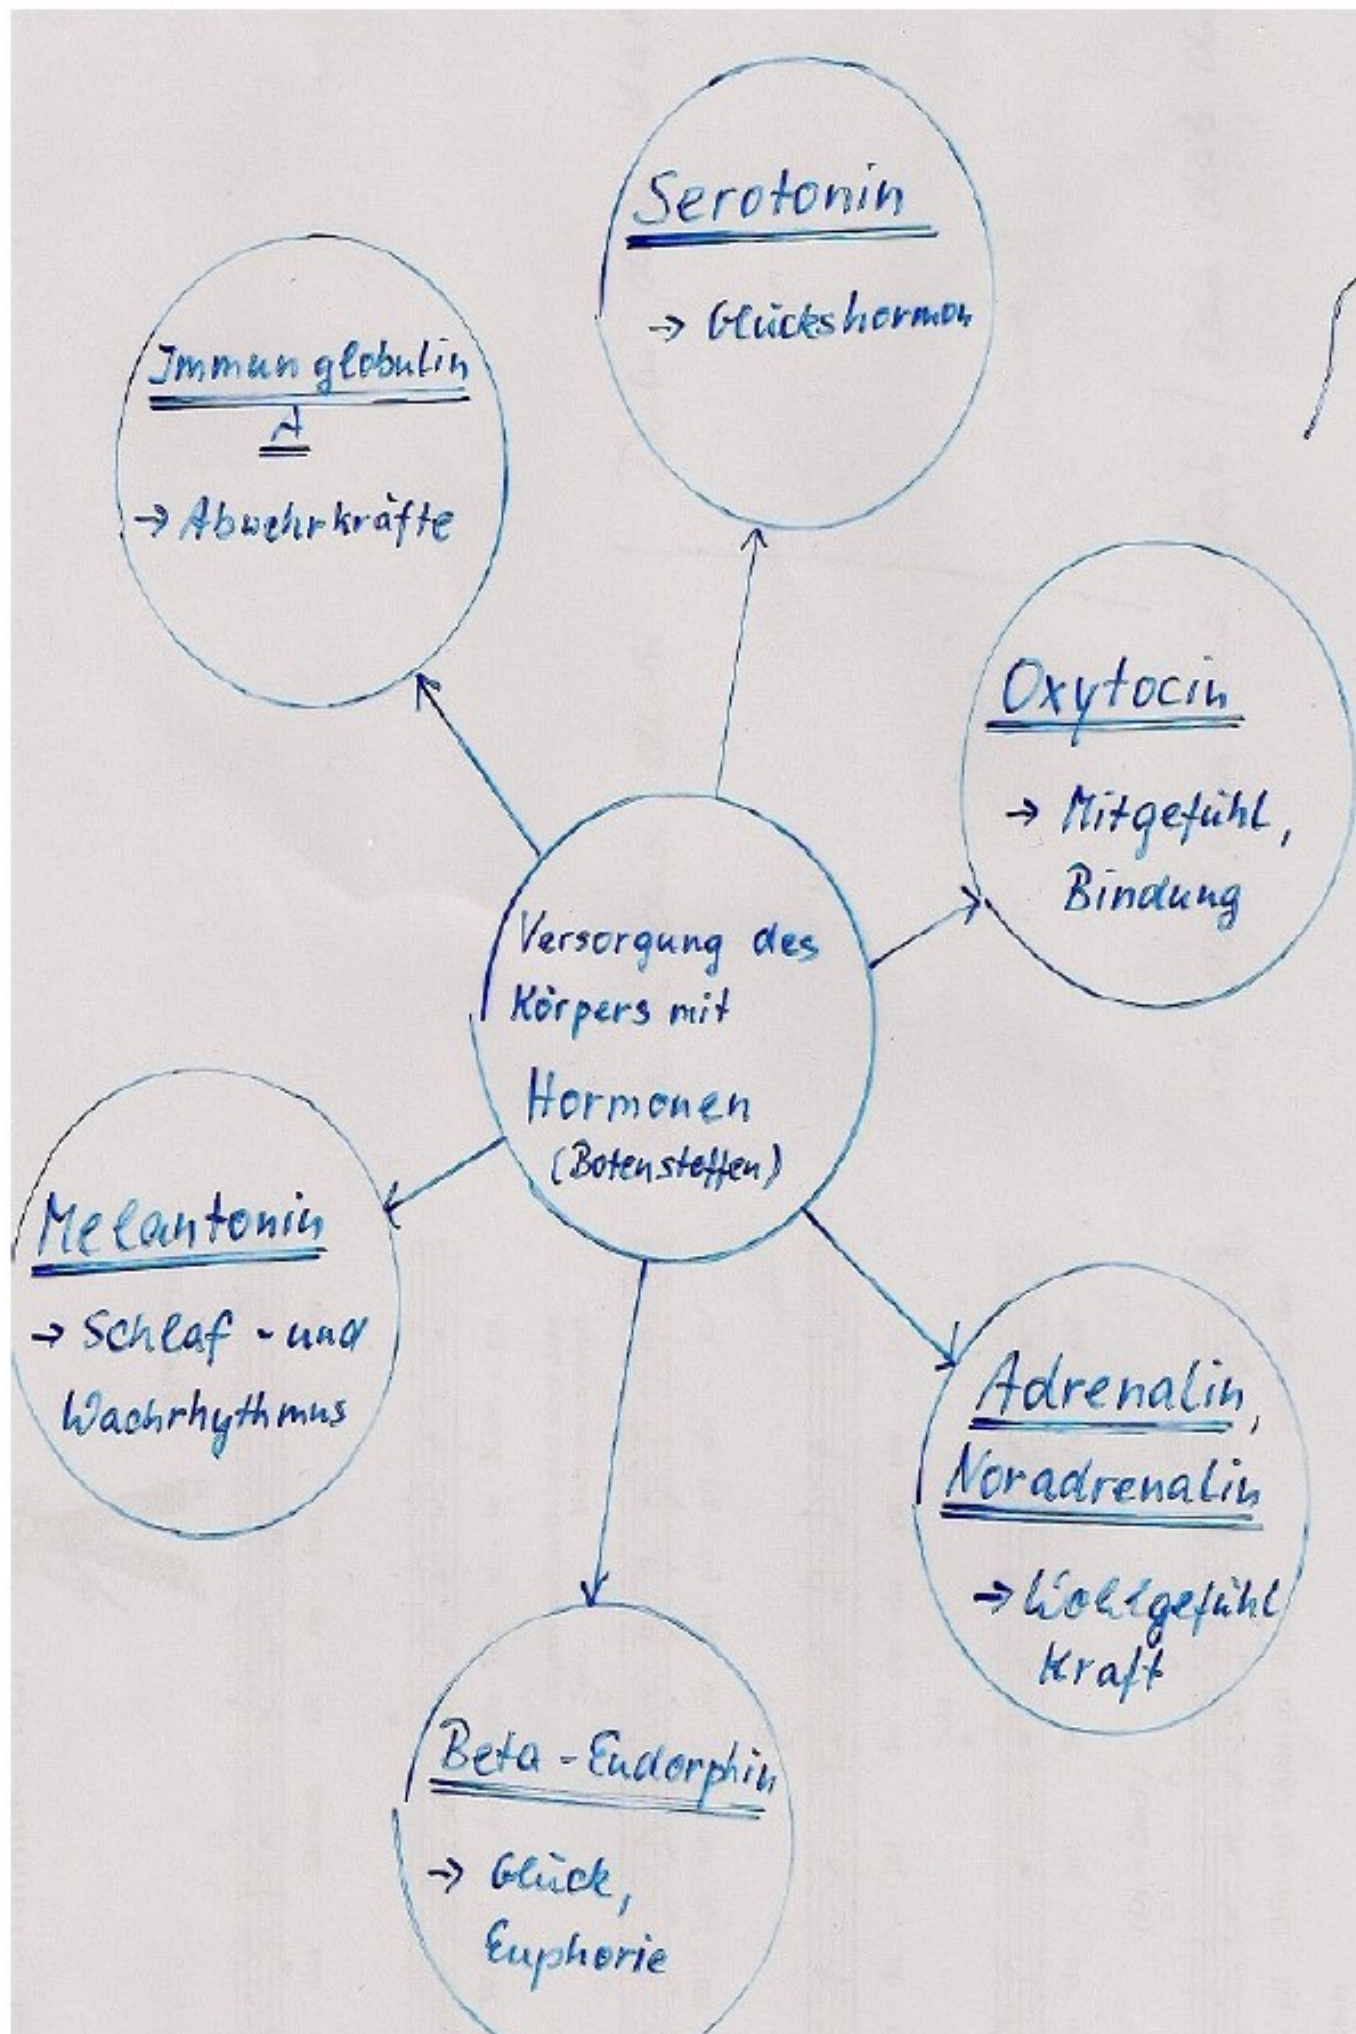 Serotonin
→ Glückshormon
Immunglobulin
A
→ Abwehrkräfte
Oxytocin
→ Mitgefühl,
Bindung
Versorgung des
Körpers mit
Hormonen
(Botenstoffen)
Melantonin
→ Schlaf - und
Wachrhythmus
Adrenalin,
Noradrenalin
→ Wohlgefühl
Kraft
Beta - Endorphin
→ Glück,
Euphorie